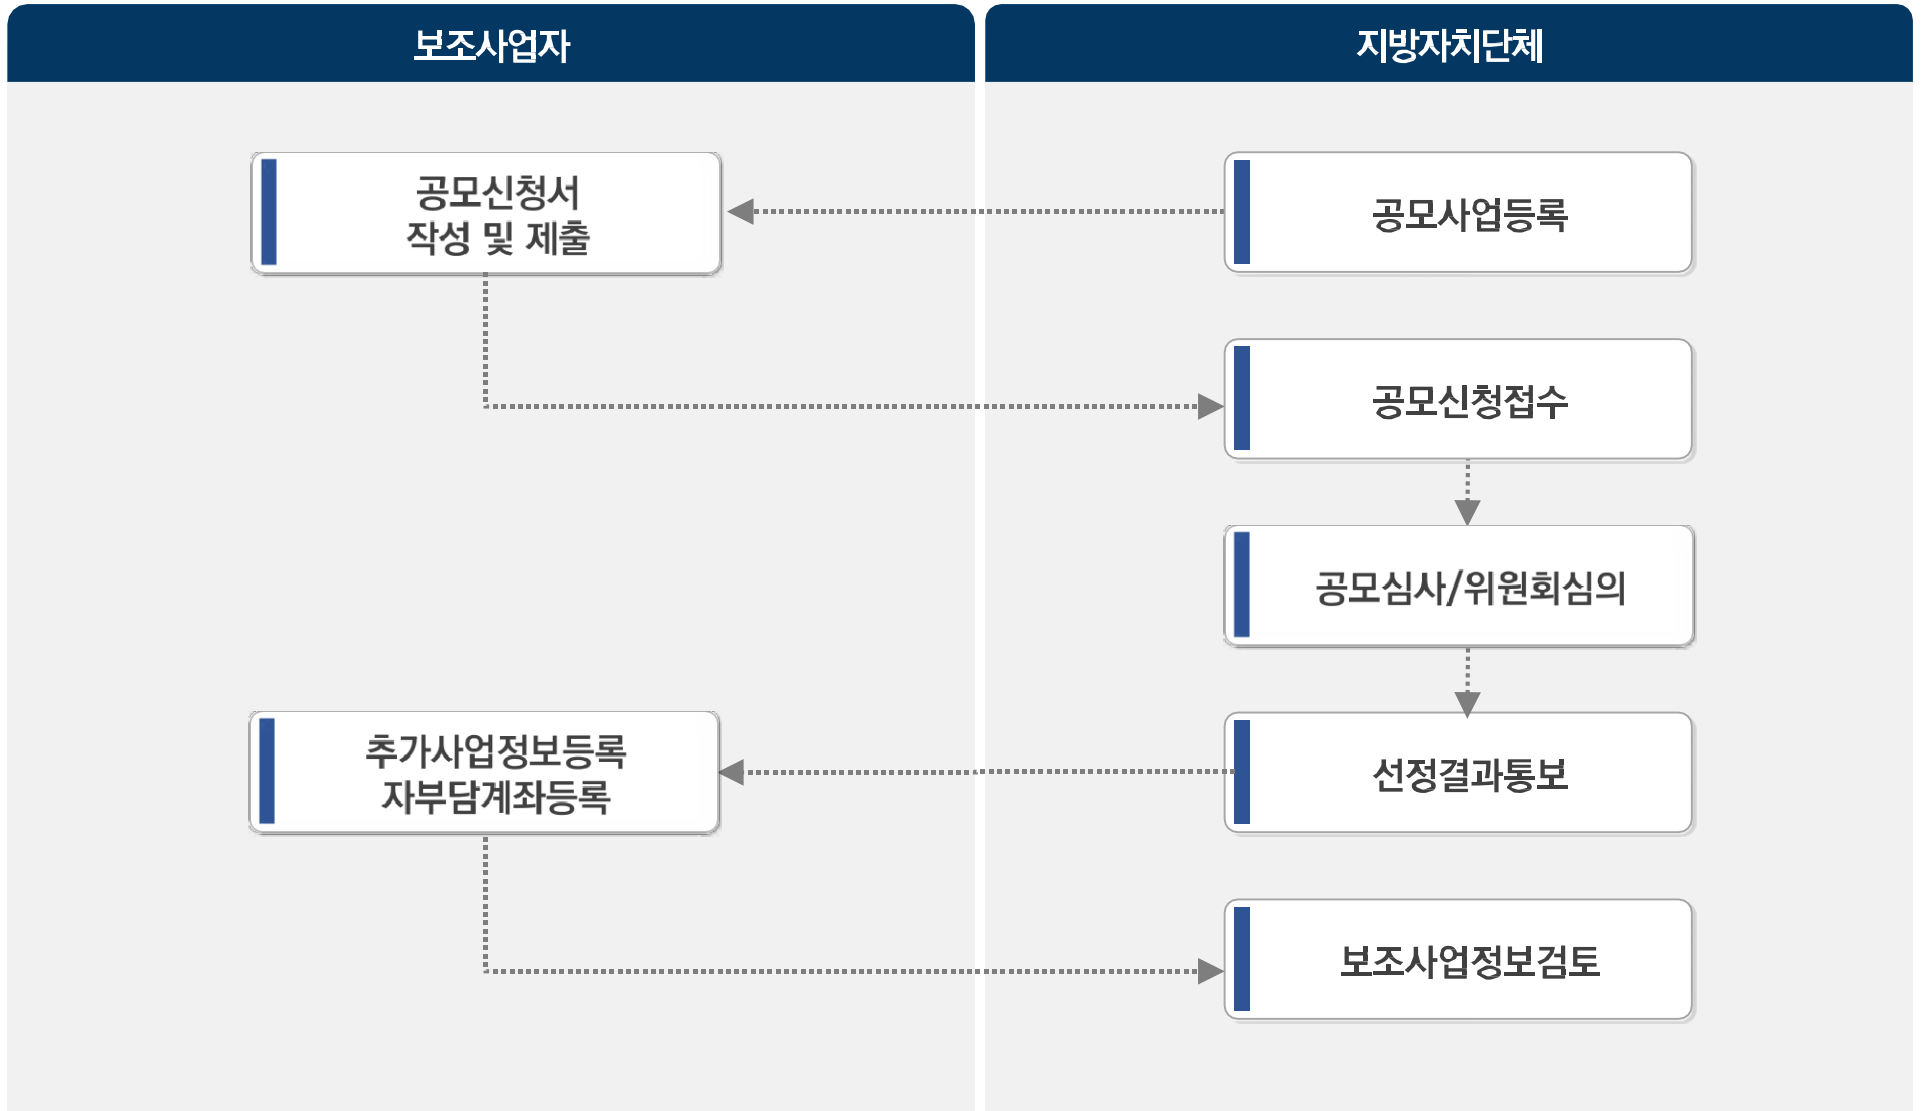 보조사업자
지방자치단체
공모신청서
작성 및 제출
공모사업등록
공모신청접수
공모심사/위원회심의
추가사업정보등록
자부담계좌등록
선정결과통보
보조사업정보검토